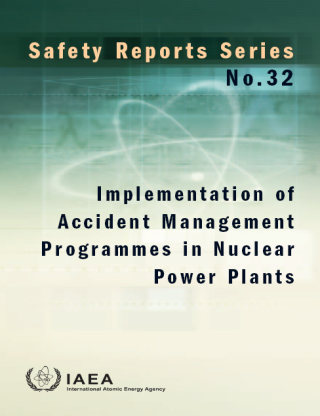 Safety Reports Series
No.32
Implementation of
Accident Management
Programmes in Nuclear
Power Plants
IAEA
International Atomic Energy Agency